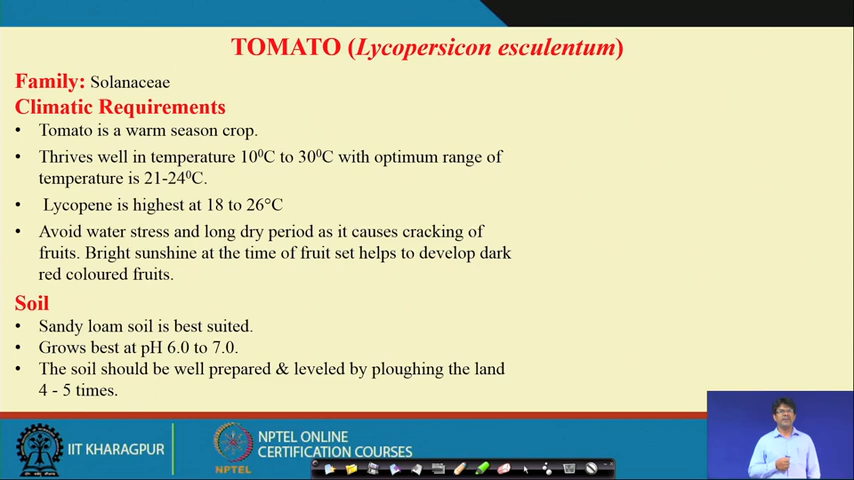 TOMATO (Lycopersicon esculentum)
Family: Solanaceae
Climatic Requirements
• Tomato is a warm season crop.
• Thrives well in temperature 10⁰C to 30⁰C with optimum range of
temperature is 21-24⁰C.
• Lycopene is highest at 18 to 26°C
• Avoid water stress and long dry period as it causes cracking of
fruits. Bright sunshine at the time of fruit set helps to develop dark
red coloured fruits.
Soil
• Sandy loam soil is best suited.
• Grows best at pH 6.0 to 7.0.
• The soil should be well prepared & leveled by ploughing the land
4 - 5 times.
IIT KHARAGPUR
NPTEL
NPTEL ONLINE
CERTIFICATION COURSES